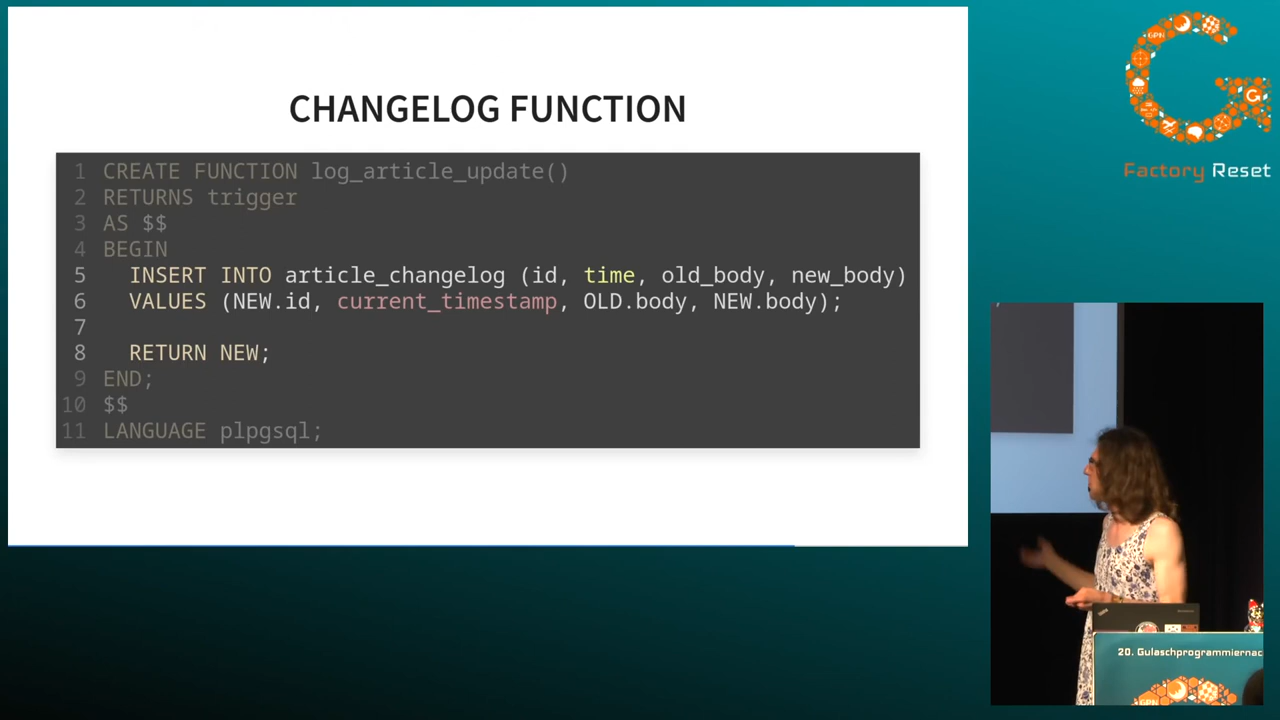 CHANGELOG FUNCTION
1 CREATE FUNCTION log_article_update()
2 RETURNS trigger
3 AS $$
4 BEGIN
5 INSERT INTO article_changelog (id, time, old_body, new_body)
6 VALUES (NEW.id, current_timestamp, OLD.body, NEW.body);
7
8 RETURN NEW;
9 END;
10 $$
11 LANGUAGE plpgsql;
GPN
G
Factory Reset
20. Gulaschprogrammiernac